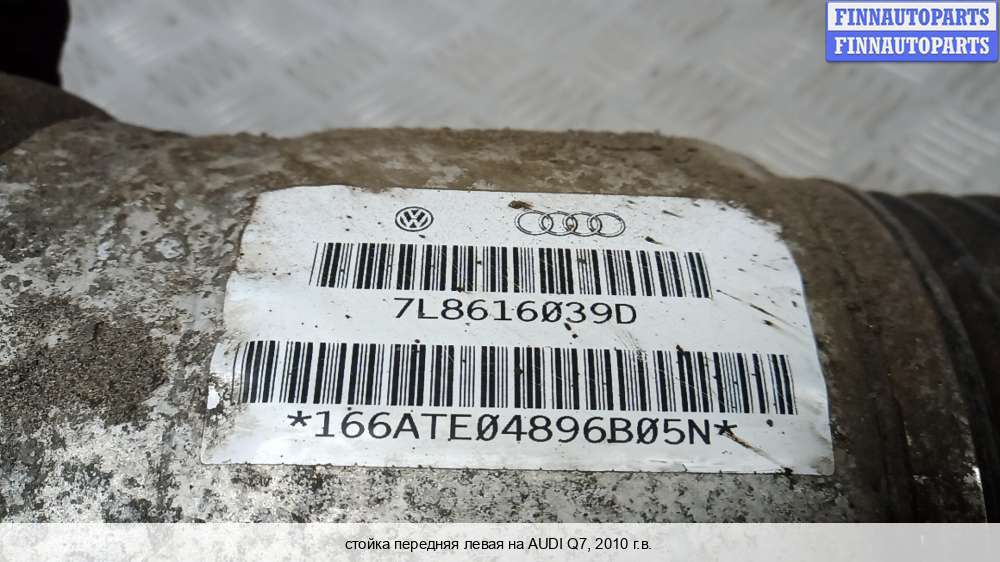 FINNAUTOPARTS
FINNAUTOPARTS
7L8616039D
*166ATE04896B05N*
стойка передняя левая на AUDI Q7, 2010 г.в.